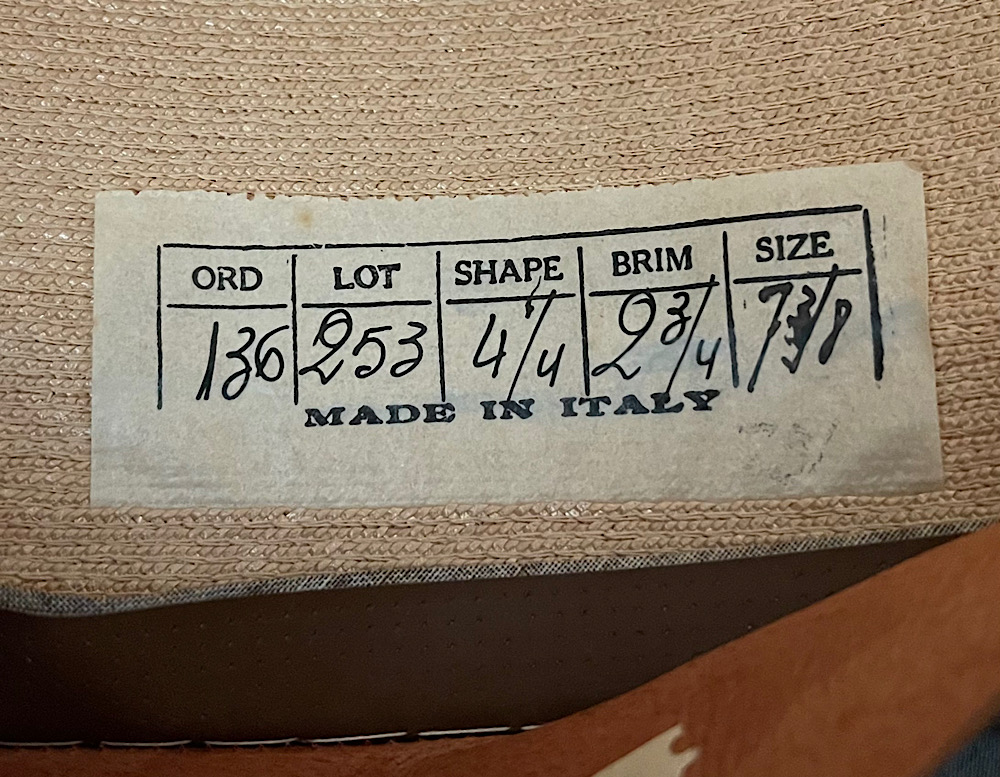 ORD LOT SHAPE BRIM SIZE
136 253 4 1/4 2 3/4 7 3/8
MADE IN ITALY